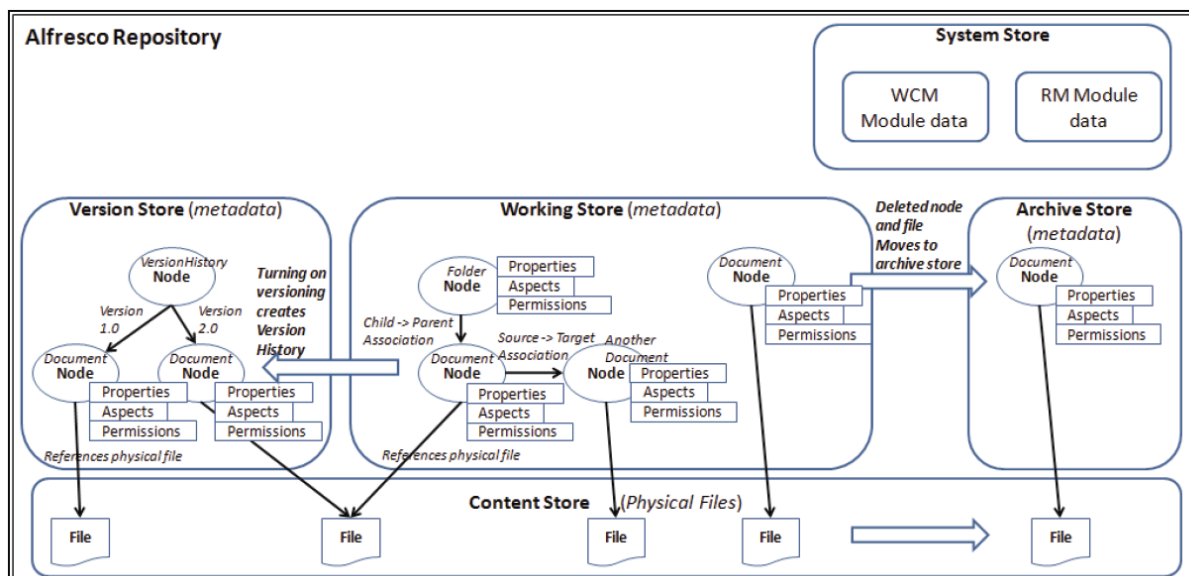 Alfresco Repository
System Store
WCM
Module data
RM Module
data
Version Store (metadata)
VersionHistory
Node
Version
1.0
Version
2.0
Turning on
versioning
creates
Version
History
Document
Node
Properties
Aspects
Permissions
Document
Node
Properties
Aspects
Permissions
References physical file
Working Store (metadata)
Folder
Node
Properties
Aspects
Permissions
Child -> Parent
Association
Source -> Target
Association
Document
Node
Properties
Aspects
Permissions
Another
Document
Node
Properties
Aspects
Permissions
References physical file
Document
Node
Properties
Aspects
Permissions
Deleted node
and file
Moves to
archive store
Archive Store
(metadata)
Document
Node
Properties
Aspects
Permissions
Content Store (Physical Files)
File
File
File
File
File